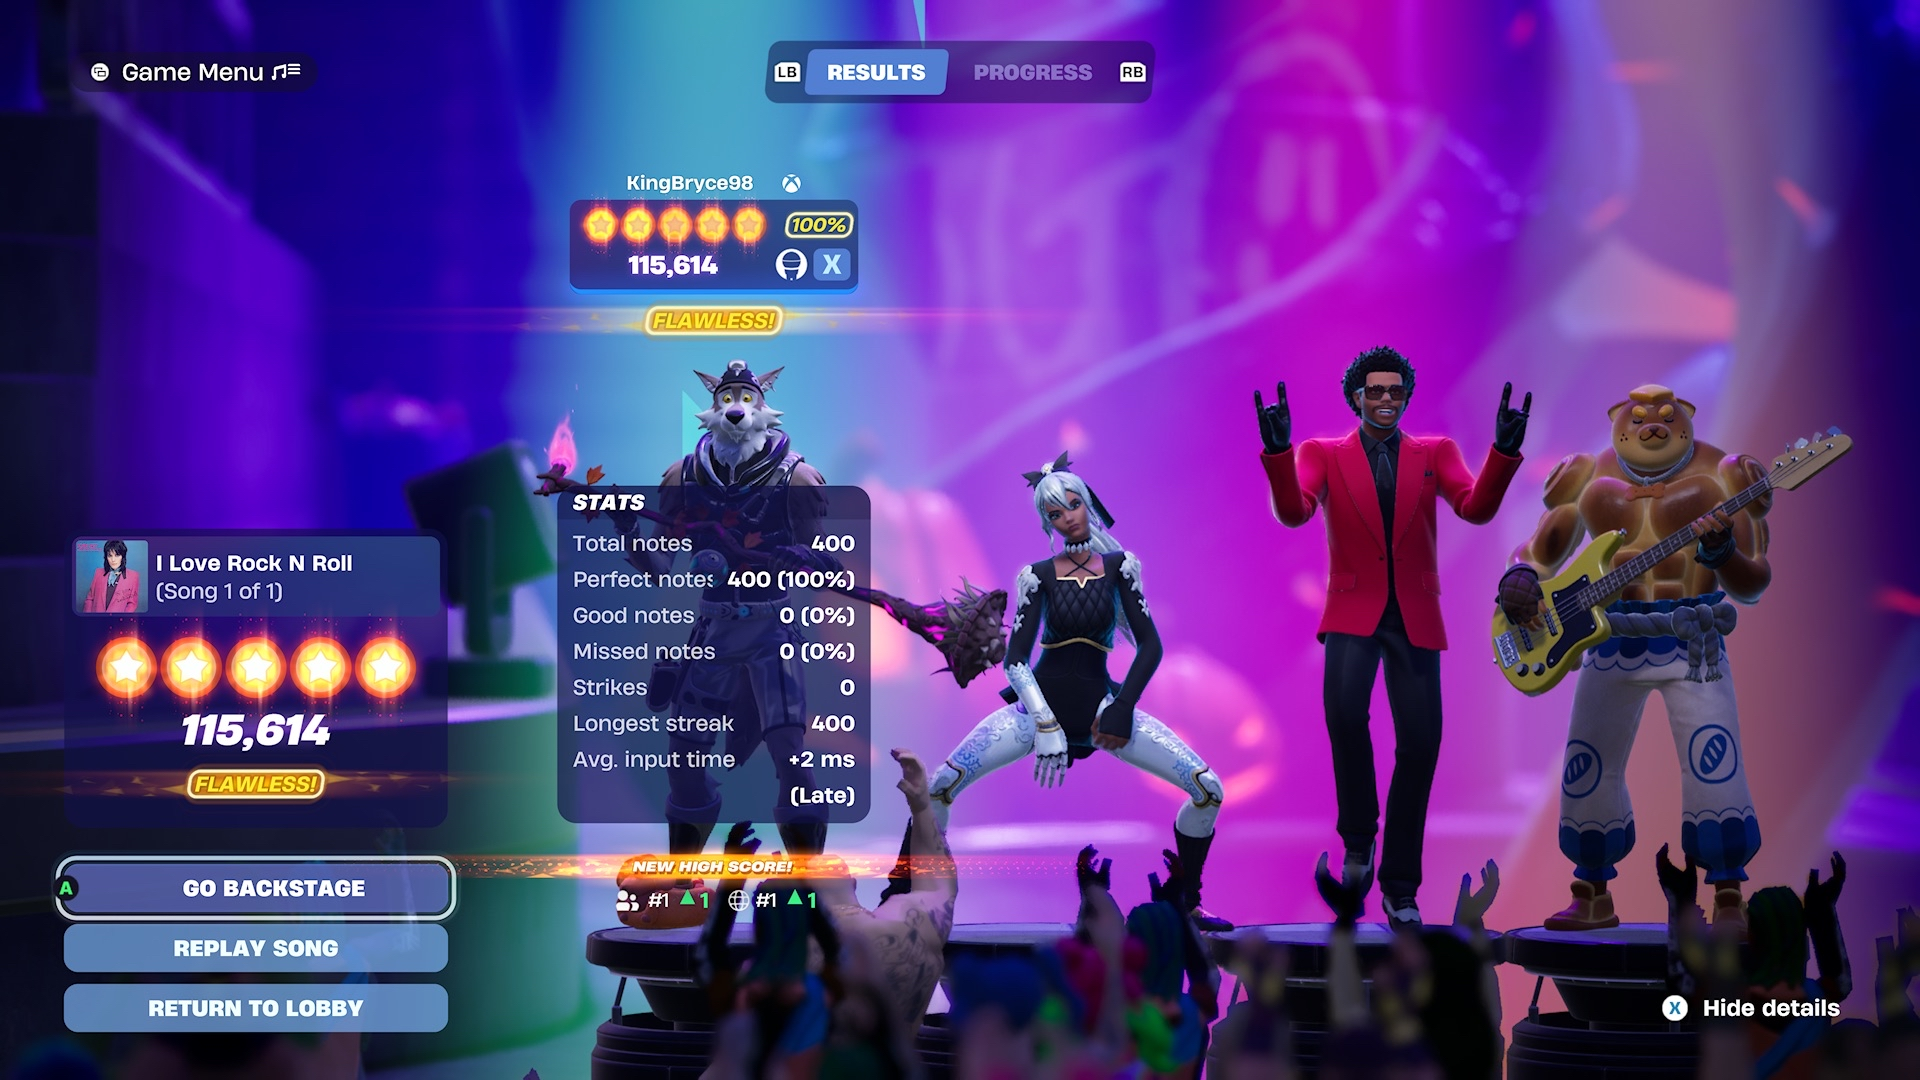 Game Menu
LB RESULTS PROGRESS RB
KingBryce98
100%
115,614
X
FLAWLESS!
STATS
Total notes 400
Perfect notes 400 (100%)
Good notes 0 (0%)
Missed notes 0 (0%)
Strikes 0
Longest streak 400
Avg. input time +2 ms
(Late)
I Love Rock N Roll
(Song 1 of 1)
115,614
FLAWLESS!
NEW HIGH SCORE!
#1 1 #1 1
A GO BACKSTAGE
REPLAY SONG
RETURN TO LOBBY
X Hide details